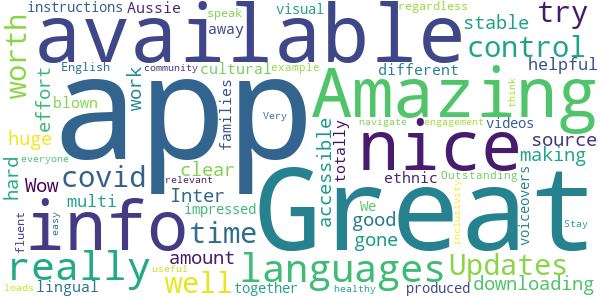 instructions Aussie speak visual regardless
worth available stable try
away control
English community cultural example different helpful
effort blown work app Amazing
families think
huge navigate engagement videos
Wow clear accessible totally nice source
hard covid relevant ethnic Outstanding making
everyone multi Inter Very Great voiceovers inclusivity
info impressed We good Stay
fluent easy time gone
really amount languages Updates
lingual well together produced downloading
loads useful healthy